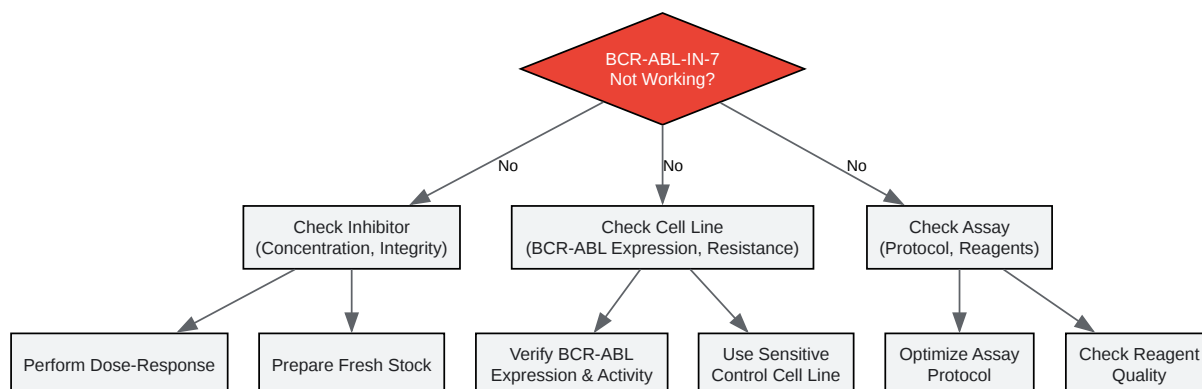 BCR-ABL-IN-7
Not Working?
No
No
No
Check Inhibitor
(Concentration, Integrity)
Check Cell Line
(BCR-ABL Expression, Resistance)
Check Assay
(Protocol, Reagents)
Perform Dose-Response
Prepare Fresh Stock
Verify BCR-ABL
Expression & Activity
Use Sensitive
Control Cell Line
Optimize Assay
Protocol
Check Reagent
Quality